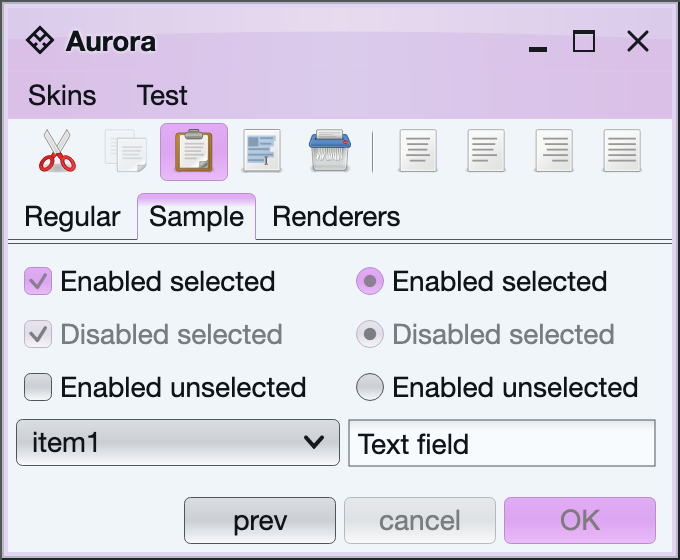 Aurora
Skins Test
Regular Sample Renderers
Enabled selected Enabled selected
Disabled selected Disabled selected
Enabled unselected Enabled unselected
item1 Text field
prev cancel OK